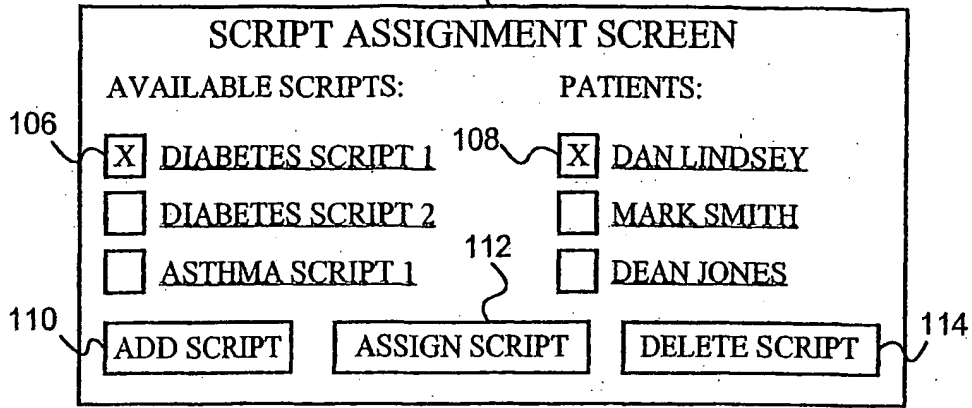 SCRIPT ASSIGNMENT SCREEN
AVAILABLE SCRIPTS: PATIENTS:
106 X DIABETES SCRIPT 1 108 X DAN LINDSEY
DIABETES SCRIPT 2 MARK SMITH
112
ASTHMA SCRIPT 1 DEAN JONES
110 ADD SCRIPT ASSIGN SCRIPT DELETE SCRIPT 114